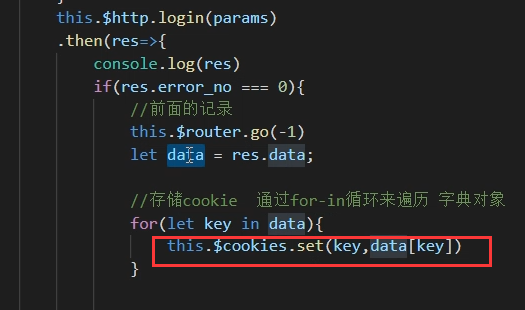 }
this.$http.login(params)
.then(res=>{
console.log(res)
if(res.error_no === 0){
//前面的记录
this.$router.go(-1)
let data = res.data;
//存储cookie 通过for-in循环来遍历 字典对象
for(let key in data){
this.$cookies.set(key,data[key])
}